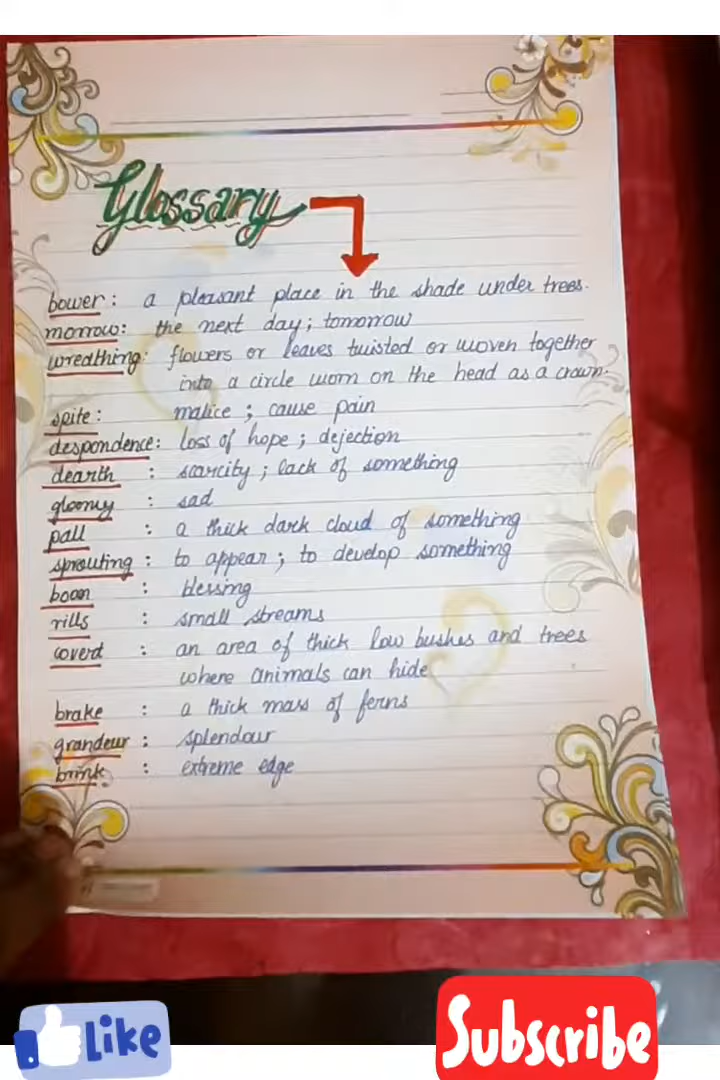 Glossary
bower: a pleasant place in the shade under trees.
morrow: the next day; tomorrow
wreathing: flowers or leaves twisted or woven together
into a circle worn on the head as a crown.
spite: malice; cause pain
despondence: loss of hope; dejection
dearth : scarcity; lack of something
gloomy : sad
pall : a thick dark cloud of something
sprouting : to appear; to develop something
boon : blessing
rills : small streams
coverd : an area of thick low bushes and trees
where animals can hide
brake : a thick mass of ferns
grandeur : splendour
brink : extreme edge
Like
Subscribe